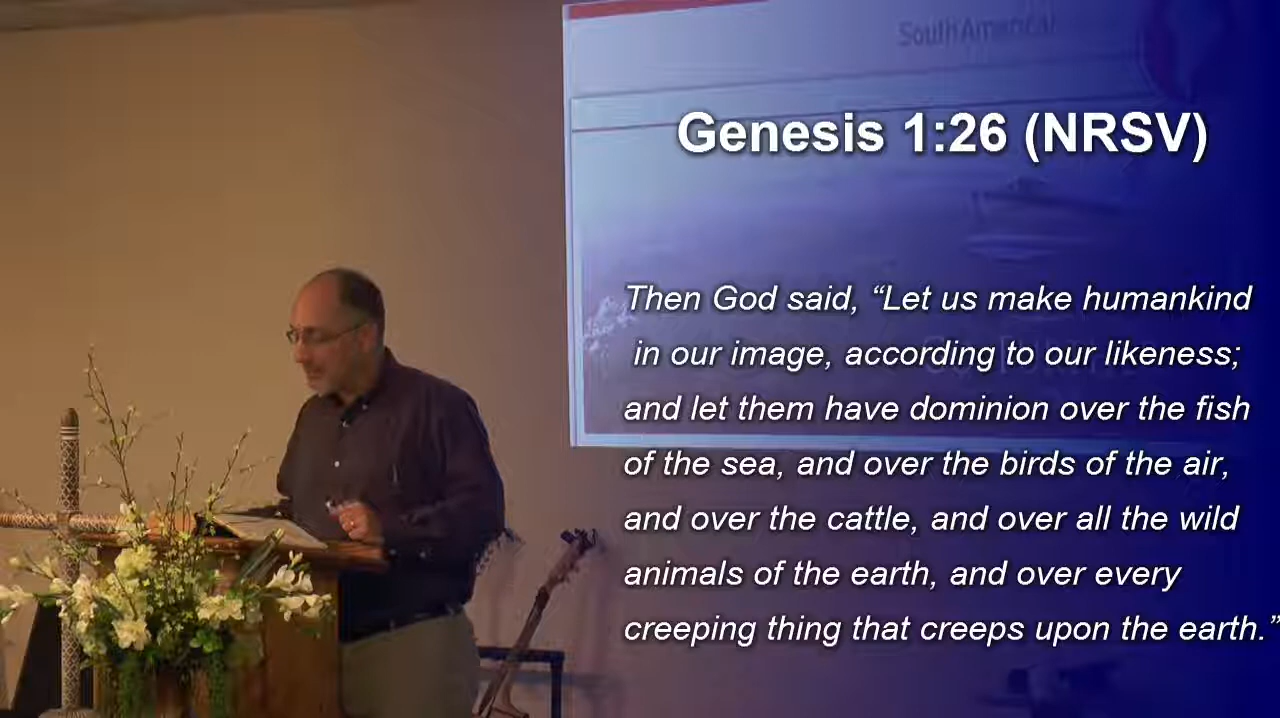 South America
Genesis 1:26 (NRSV)
Then God said, “Let us make humankind
in our image, according to our likeness;
and let them have dominion over the fish
of the sea, and over the birds of the air,
and over the cattle, and over all the wild
animals of the earth, and over every
creeping thing that creeps upon the earth.”